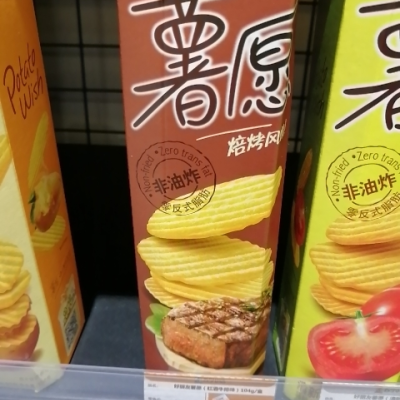 Potato
Wish
薯愿
焙烤风
Non-fried • Zero trans fat
非油炸
零反式脂肪
薯
Non-fried • Zero trans fat
非油炸
零反式脂肪